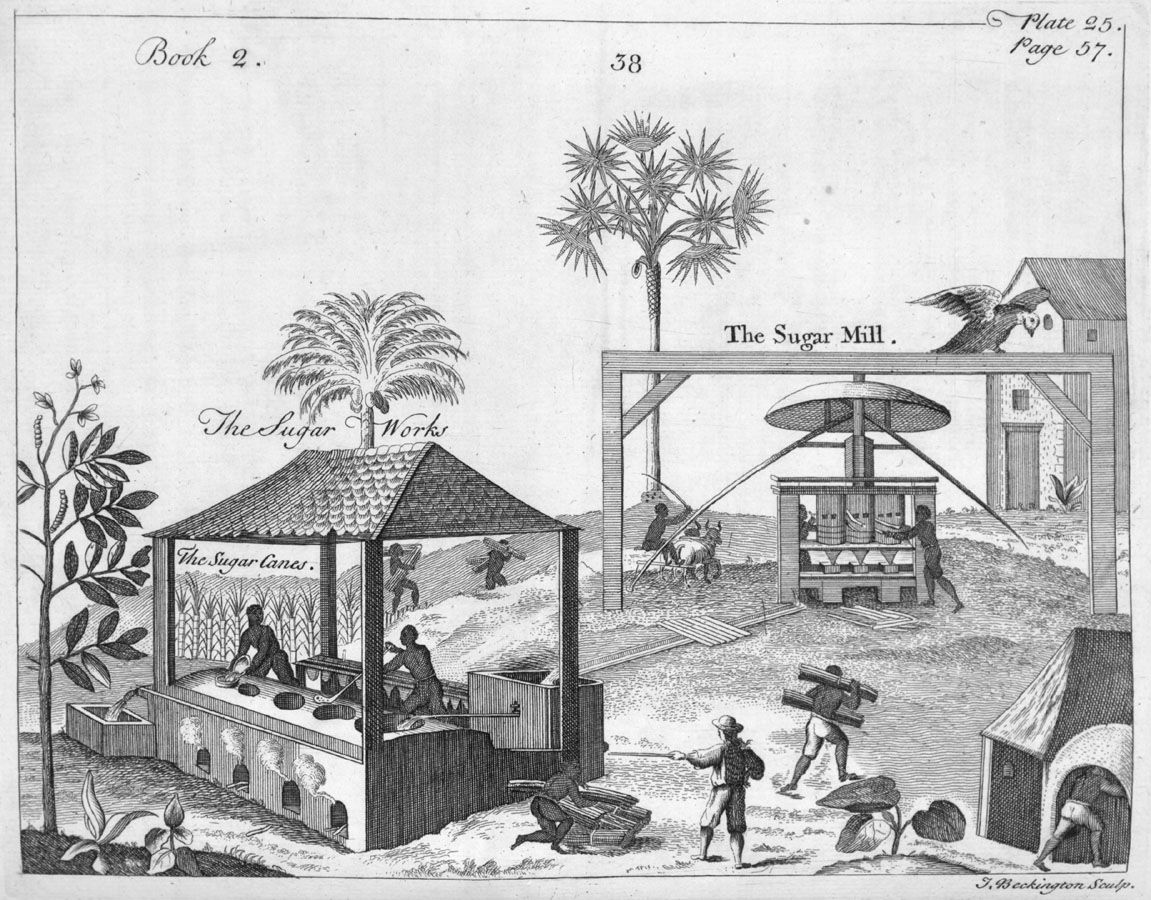 Book 2.
38
Plate 25.
Page 57.
The Sugar Mill.
The Sugar Works
The Sugar Canes.
J. Beckington Sculp.